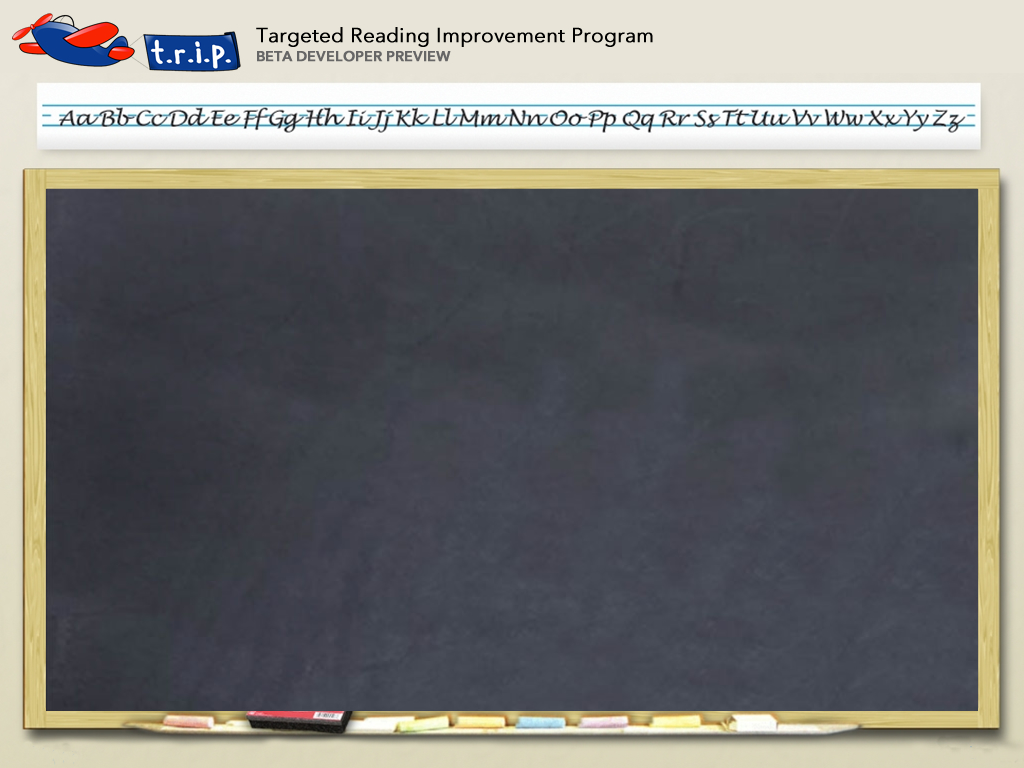 t.r.i.p.
Targeted Reading Improvement Program
BETA DEVELOPER PREVIEW
Aa Bb Cc Dd Ee Ff Gg Hh Ii Jj Kk Ll Mm Nn Oo Pp Qq Rr Ss Tt Uu Vv Ww Xx Yy Zz